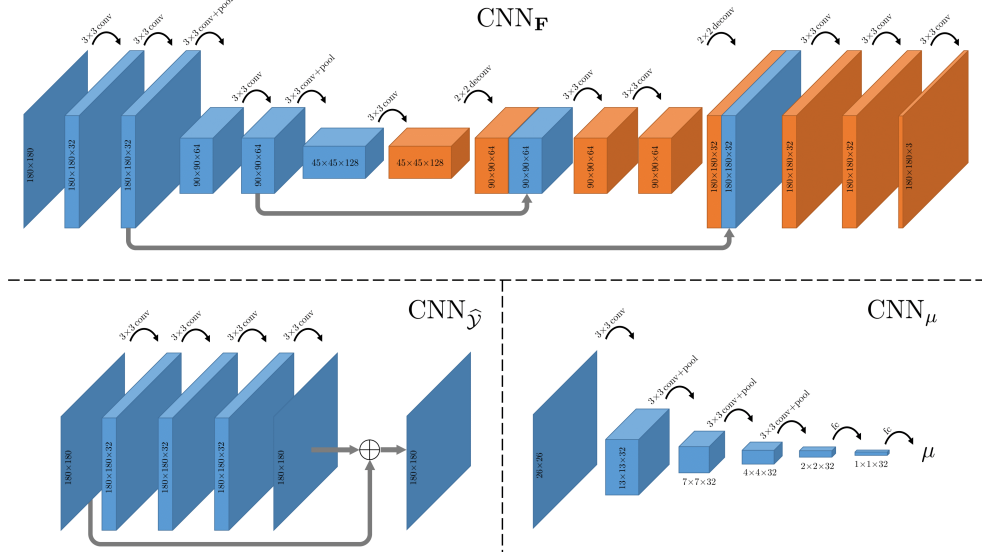 CNN_F
3×3 conv
3×3 conv
3×3 conv+pool
3×3 conv
3×3 conv+pool
3×3 conv
2×2 deconv
3×3 conv
3×3 conv
2×2 deconv
3×3 conv
3×3 conv
3×3 conv
180×180
180×180×32
180×180×32
90×90×64
90×90×64
45×45×128
45×45×128
90×90×64
90×90×64
90×90×64
90×90×64
180×180×32
180×180×32
180×180×32
180×180×32
180×180×3
CNN_𝒴̂
3×3 conv
3×3 conv
3×3 conv
3×3 conv
180×180
180×180×32
180×180×32
180×180×32
180×180
180×180
CNN_μ
3×3 conv
3×3 conv+pool
3×3 conv+pool
3×3 conv+pool
fc
fc
26×26
13×13×32
7×7×32
4×4×32
2×2×32
1×1×32
μ